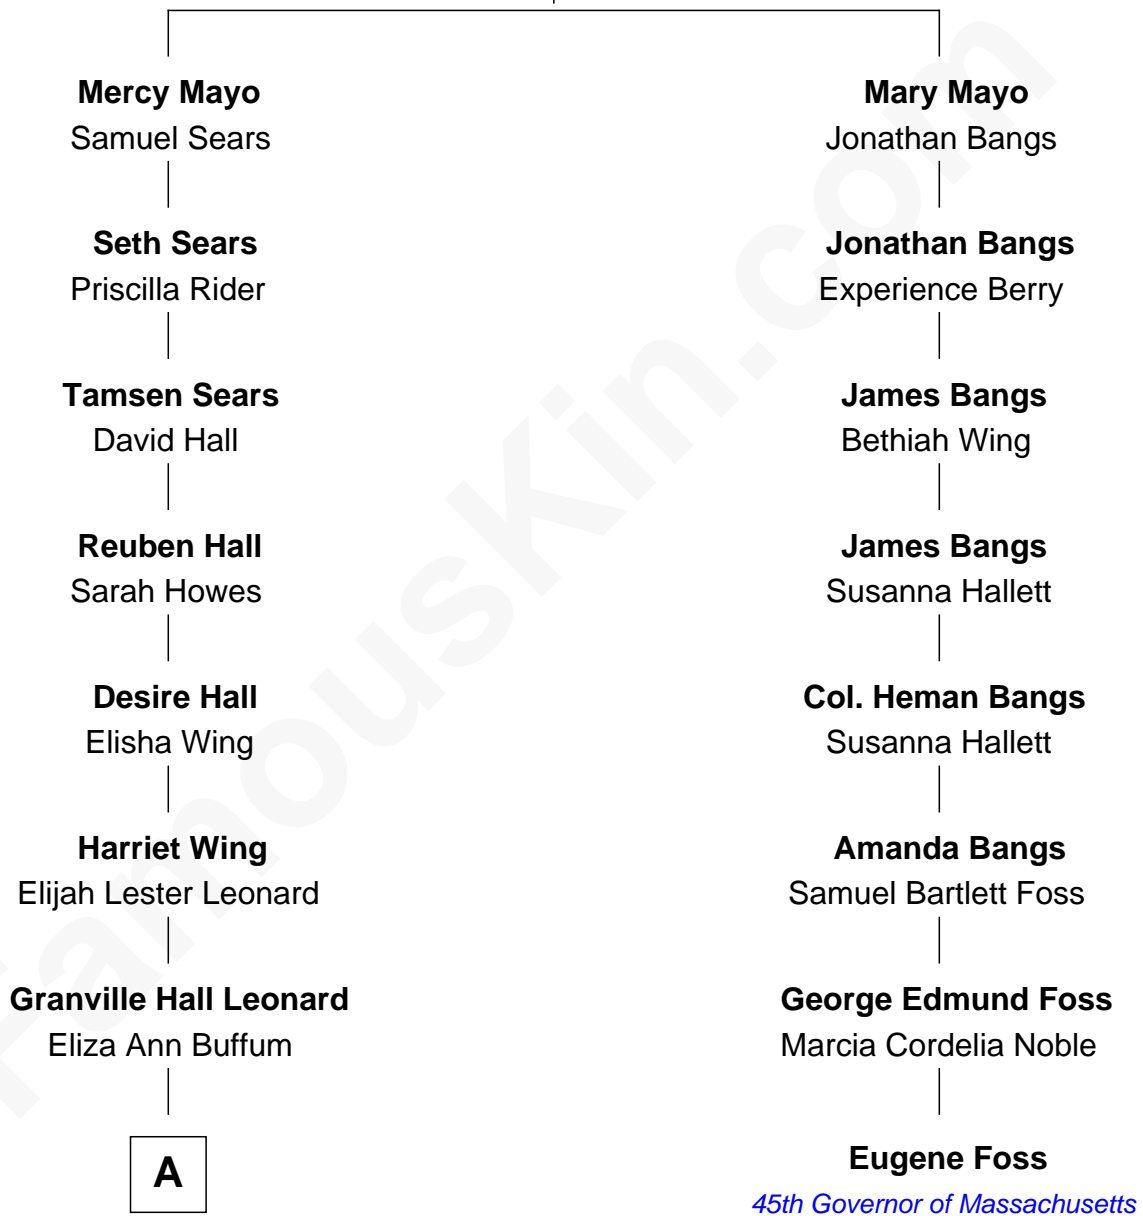 Mercy Mayo
Samuel Sears
Mary Mayo
Jonathan Bangs
Seth Sears
Priscilla Rider
Jonathan Bangs
Experience Berry
Tamsen Sears
David Hall
James Bangs
Bethiah Wing
Reuben Hall
Sarah Howes
James Bangs
Susanna Hallett
Desire Hall
Elisha Wing
Col. Heman Bangs
Susanna Hallett
Harriet Wing
Elijah Lester Leonard
Amanda Bangs
Samuel Bartlett Foss
Granville Hall Leonard
Eliza Ann Buffum
George Edmund Foss
Marcia Cordelia Noble
A
Eugene Foss
45th Governor of Massachusetts
FamousKin.com